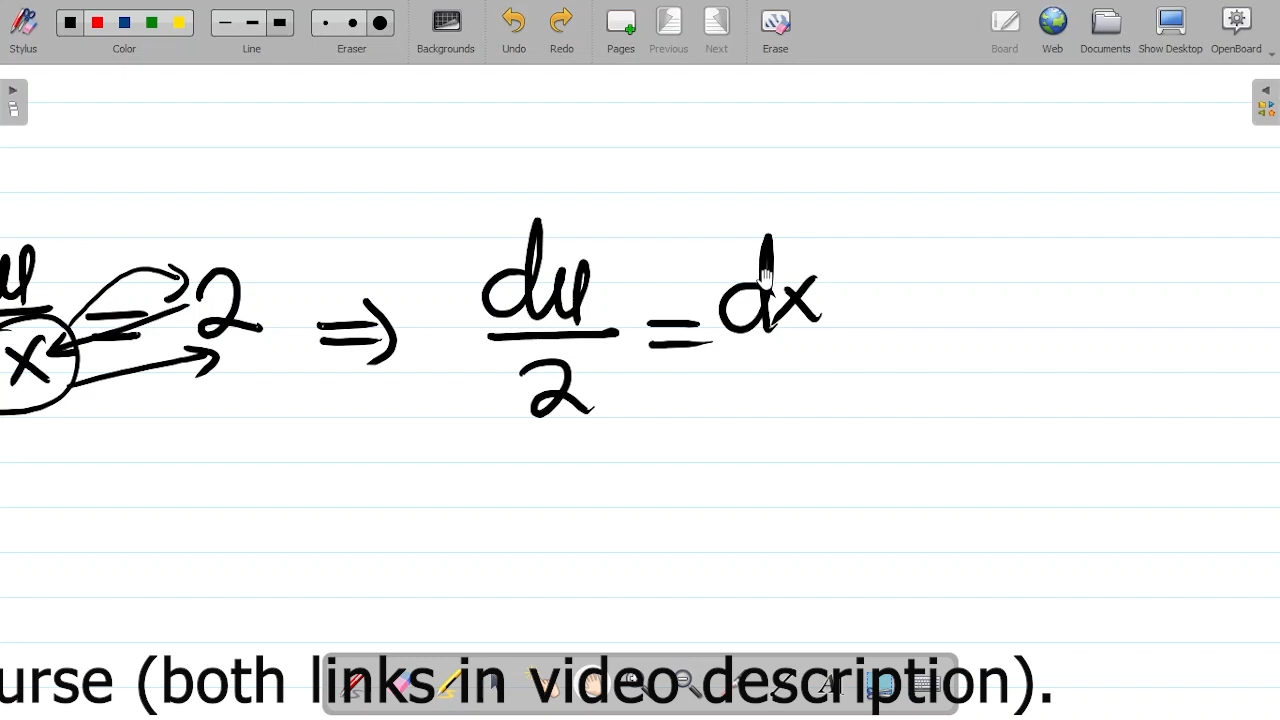 Stylus Color Line Eraser Backgrounds Undo Redo Pages Previous Next Erase Board Web Documents Show Desktop OpenBoard
x = 2 ⇒ du/2 = dx
urse (both links in video description).